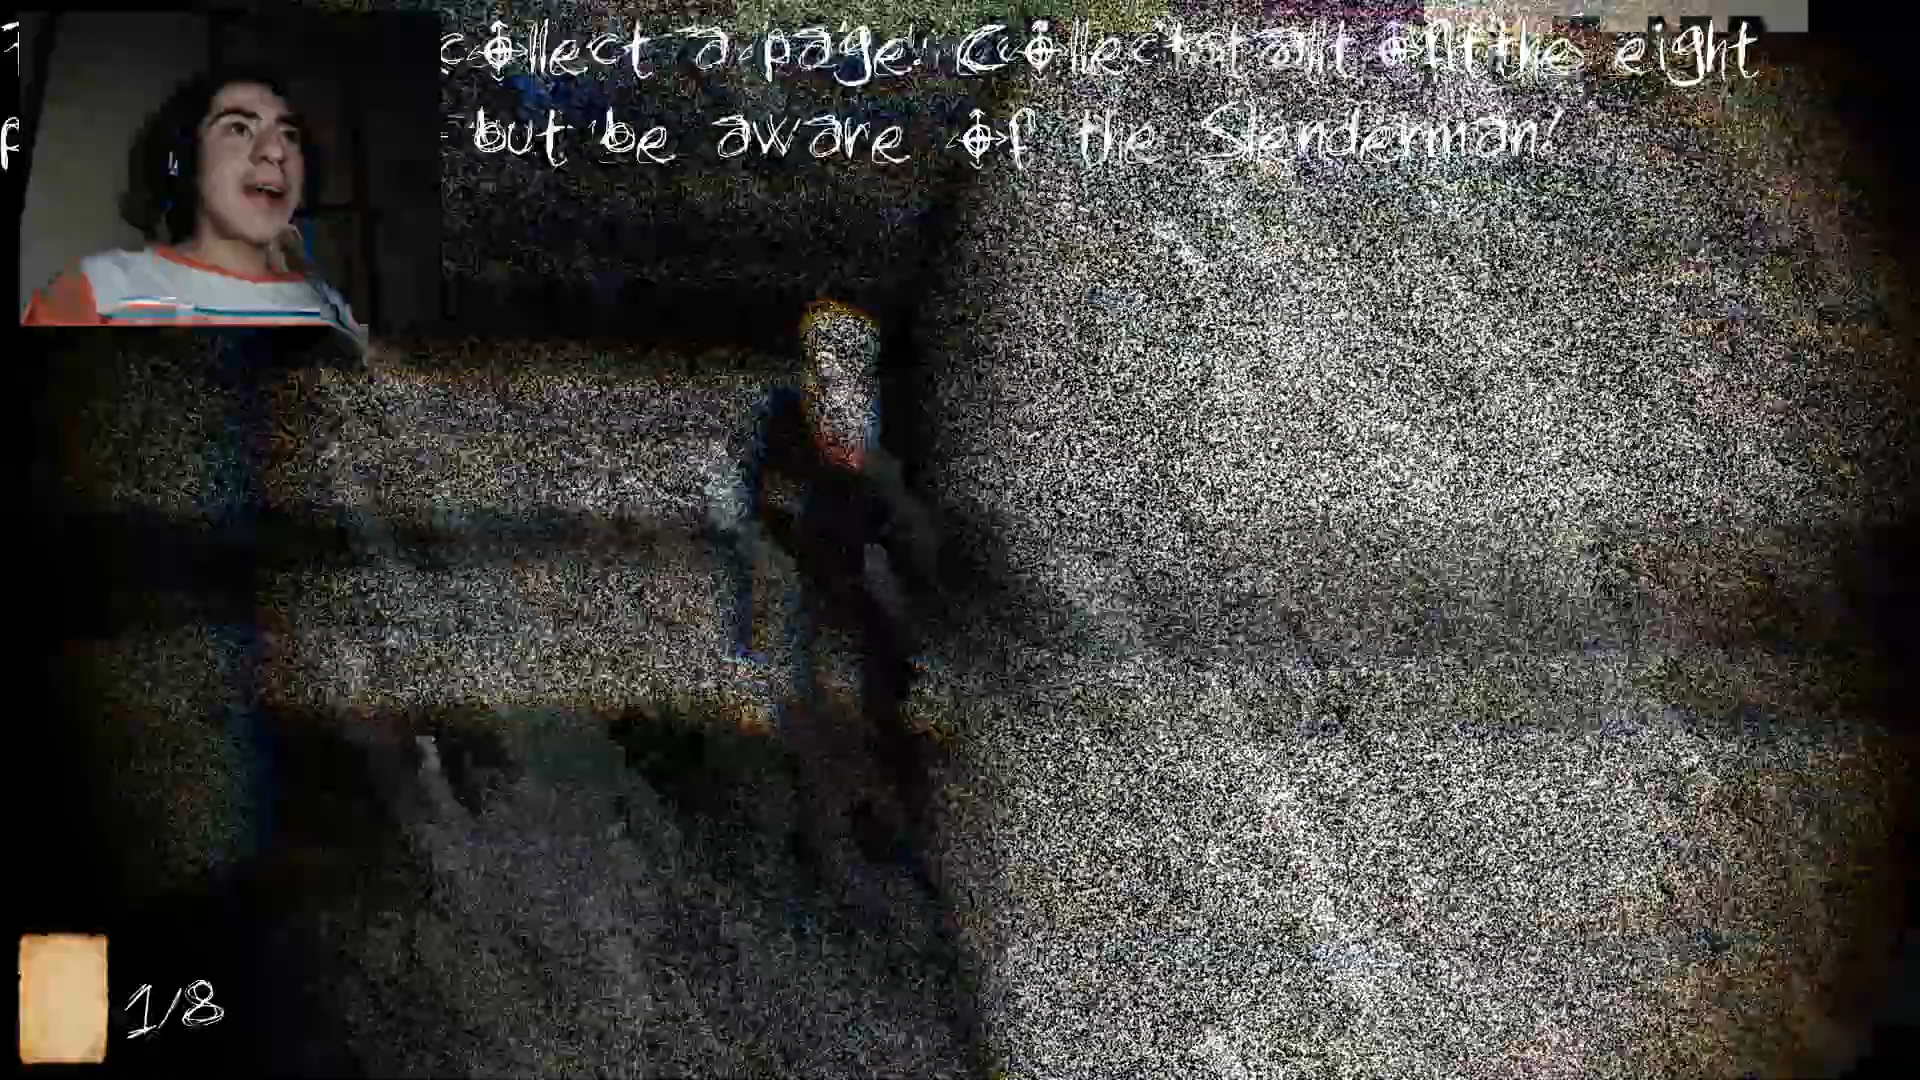 collect a page! Collect all of the eight
but be aware of the Slenderman!
1/8